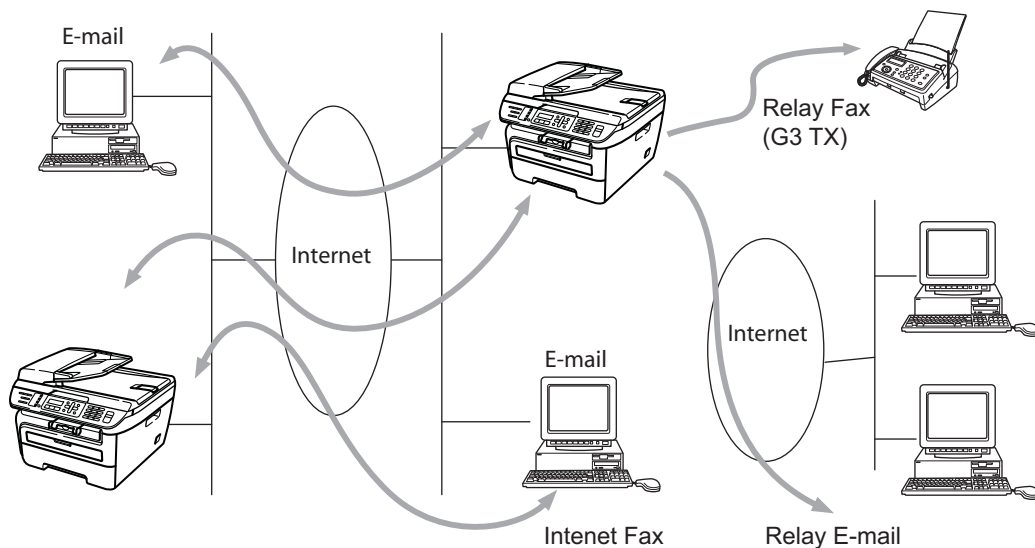 E-mail
Relay Fax
(G3 TX)
Internet
Internet
E-mail
Intenet Fax
Relay E-mail